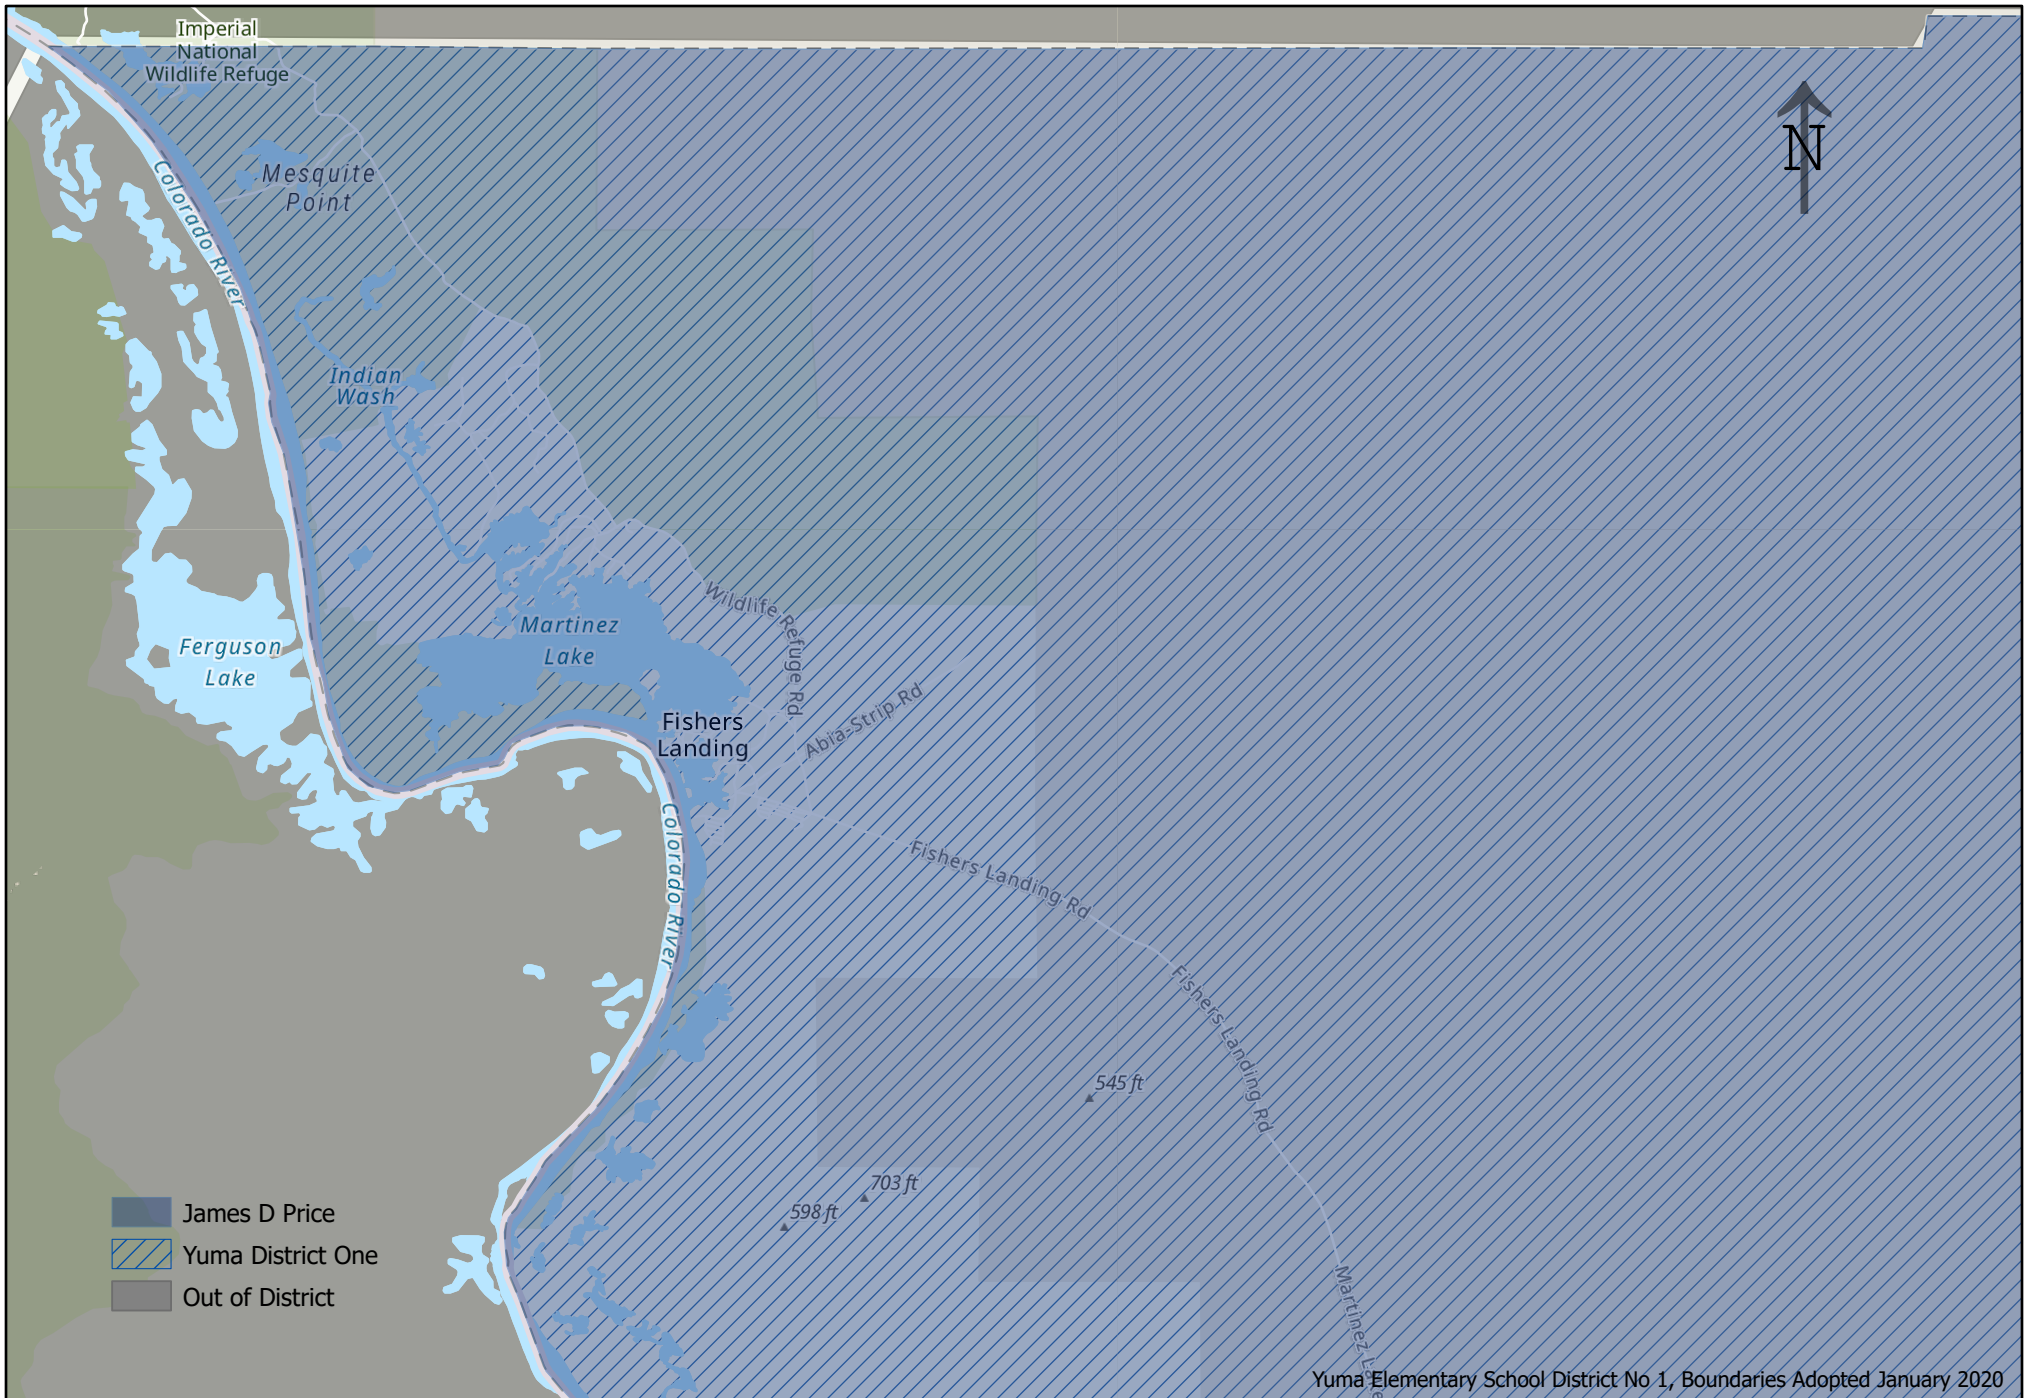 Imperial
National
Wildlife Refuge
N
Mesquite
Point
Colorado River
Indian
Wash
Wildlife Refuge Rd
Martinez
Lake
Ferguson
Lake
Abia-Strip Rd
Fishers
Landing
Colorado River
Fishers Landing Rd
Fishers Landing Rd
545 ft
703 ft
598 ft
James D Price
Yuma District One
Out of District
Martinez Lake
Yuma Elementary School District No 1, Boundaries Adopted January 2020